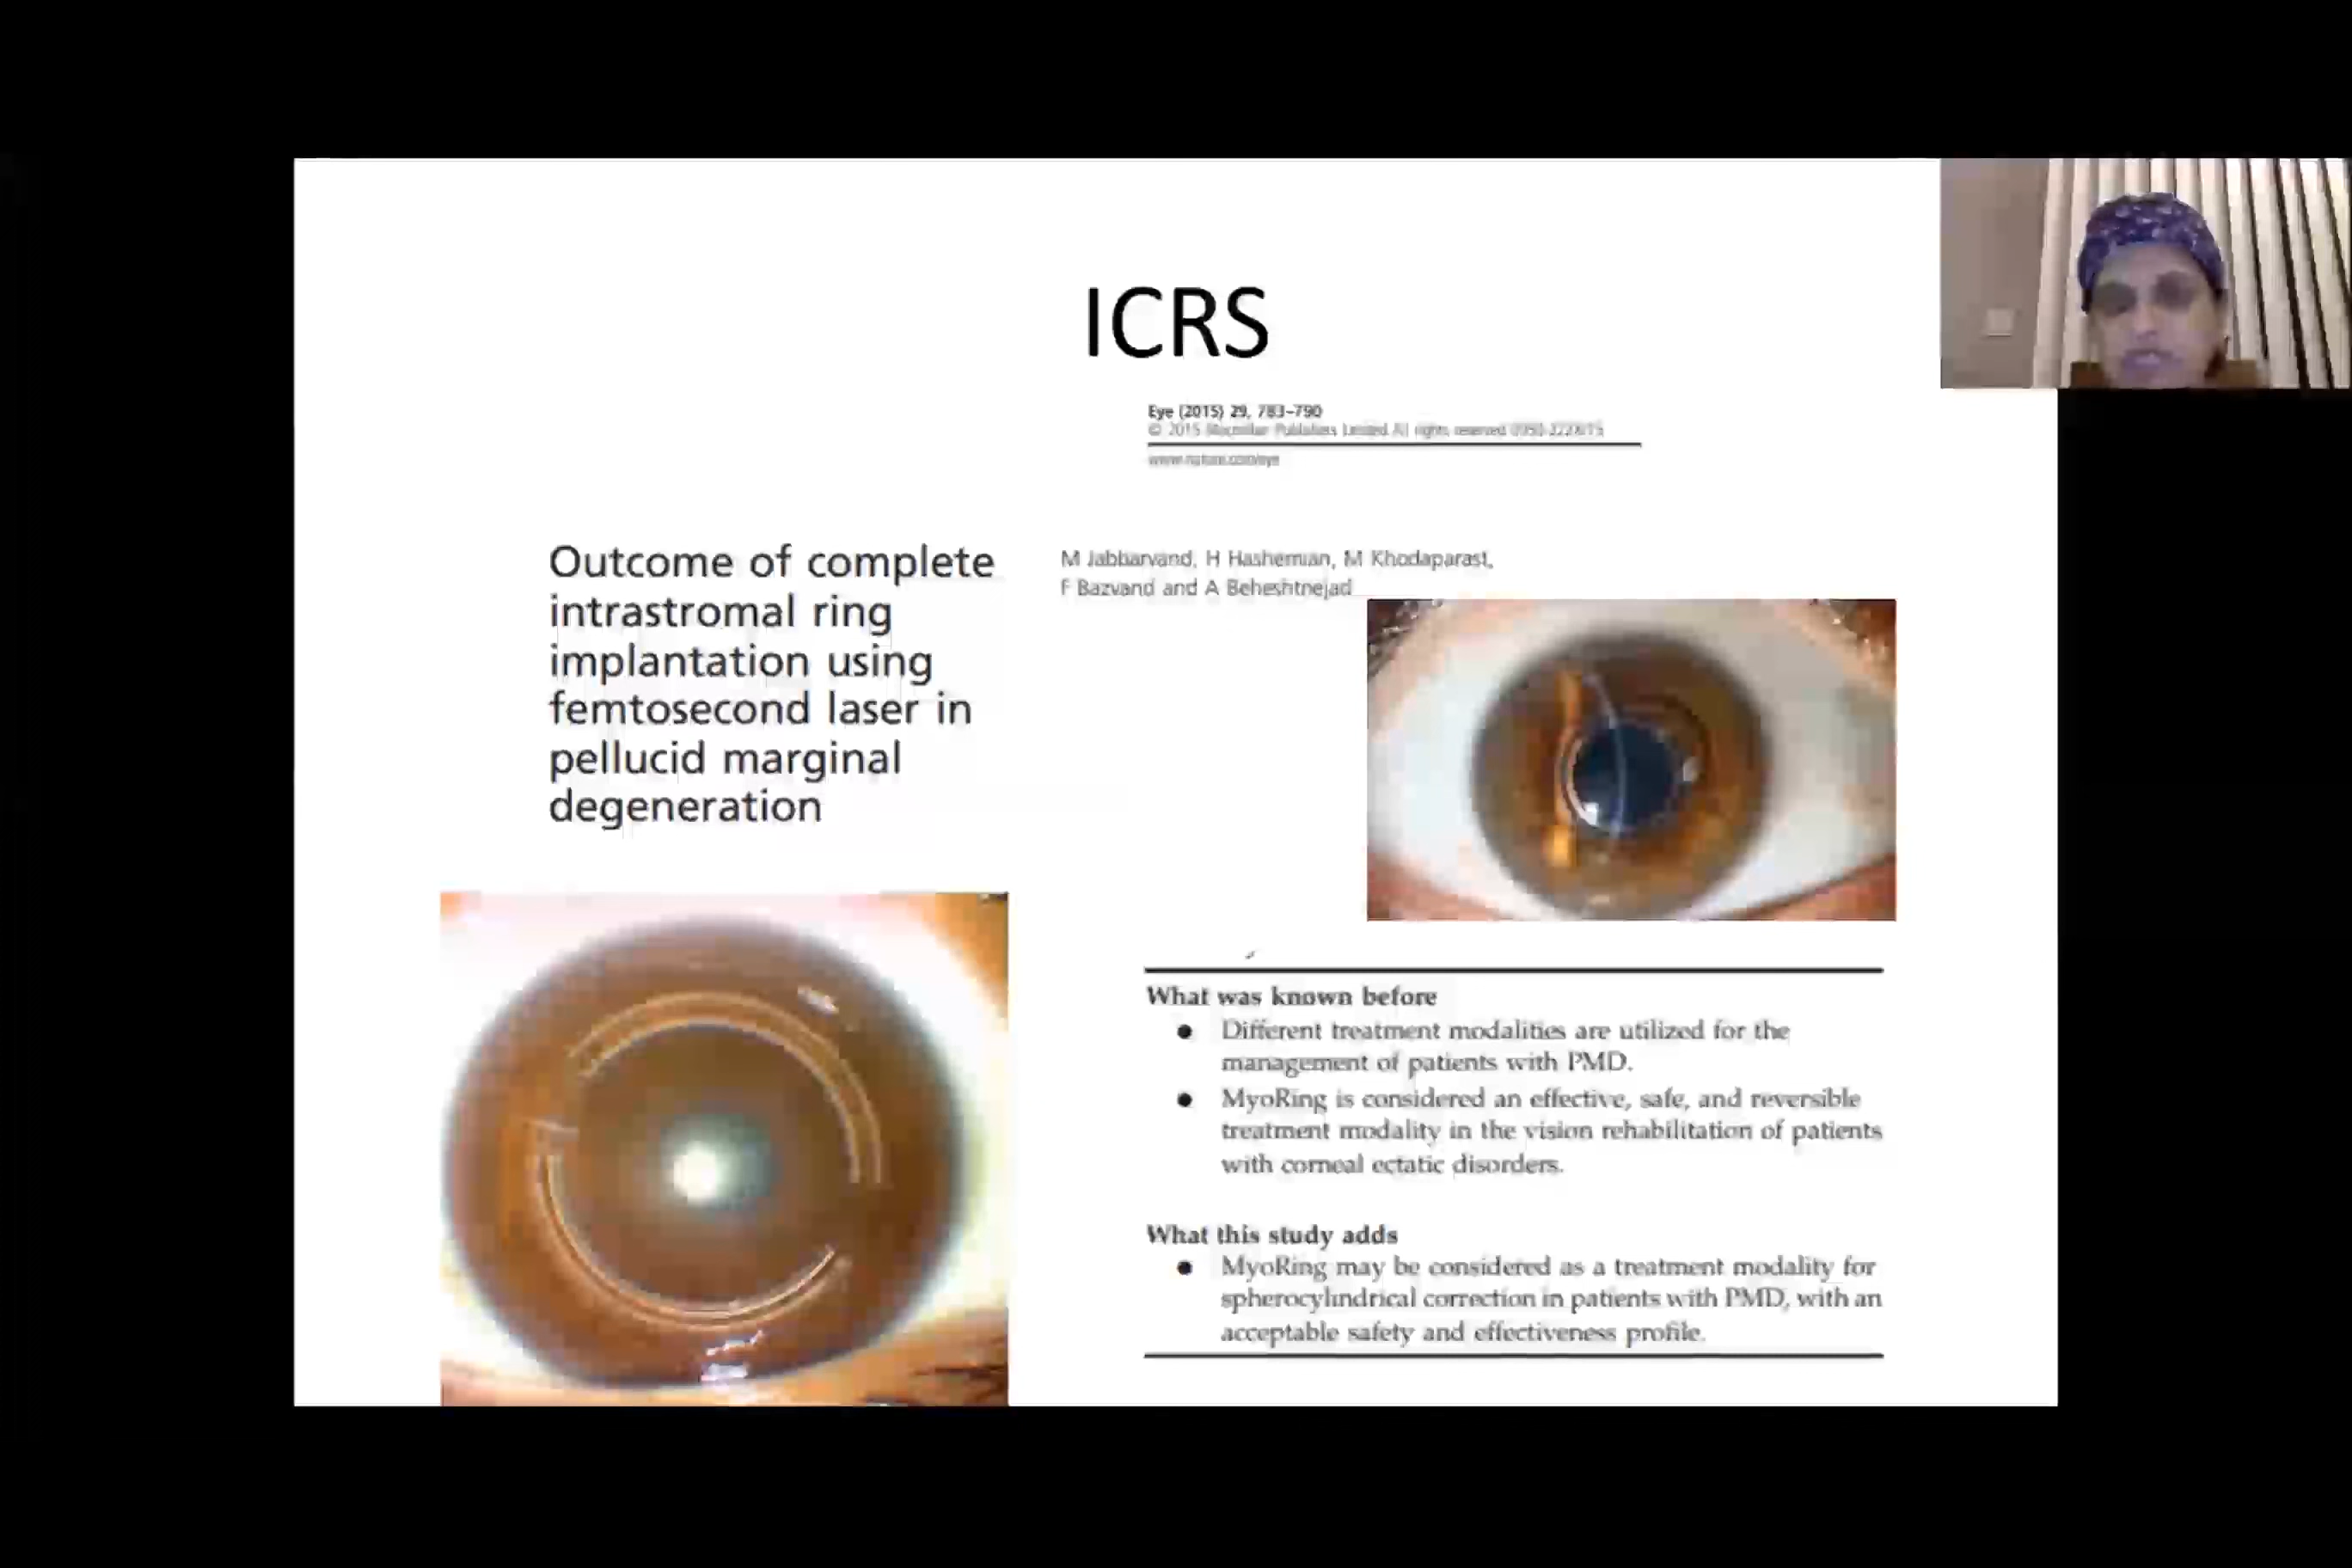 ICRS
Eye (2015) 29, 783–790
© 2015 Macmillan Publishers Limited All rights reserved 0950-222X/15
www.nature.com/eye
Outcome of complete
intrastromal ring
implantation using
femtosecond laser in
pellucid marginal
degeneration
M Jabbarvand, H Hashemian, M Khodaparast,
F Bazvand and A Beheshtnejad
What was known before
● Different treatment modalities are utilized for the
management of patients with PMD.
● MyoRing is considered an effective, safe, and reversible
treatment modality in the vision rehabilitation of patients
with corneal ectatic disorders.
What this study adds
● MyoRing may be considered as a treatment modality for
spherocylindrical correction in patients with PMD, with an
acceptable safety and effectiveness profile.